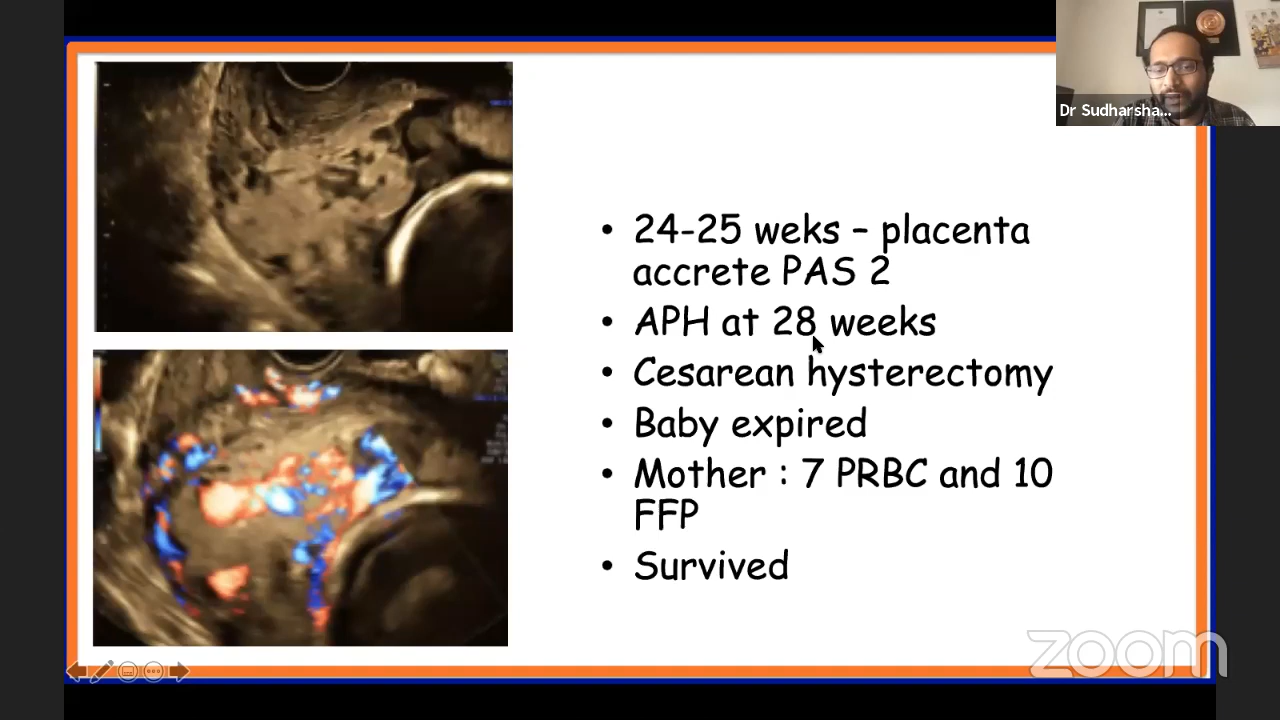 Dr Sudharsha...
• 24-25 weks – placenta
accrete PAS 2
• APH at 28 weeks
• Cesarean hysterectomy
• Baby expired
• Mother : 7 PRBC and 10
FFP
• Survived
zoom